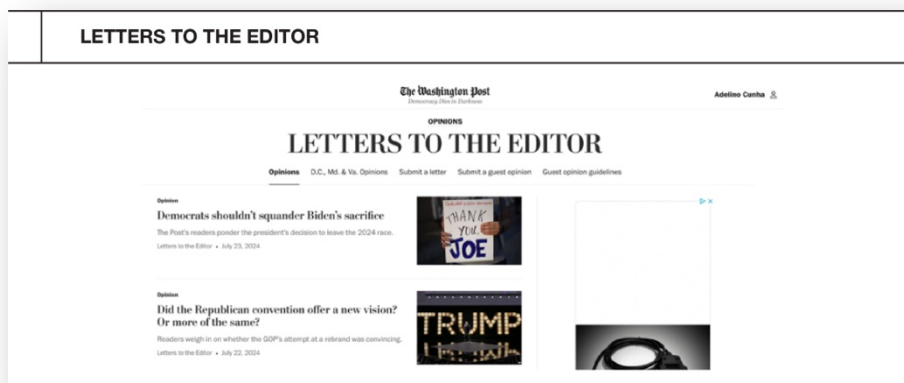 LETTERS TO THE EDITOR
The Washington Post
Democracy Dies in Darkness
Adelino Cunha
OPINIONS
LETTERS TO THE EDITOR
Opinions D.C., Md. & Va. Opinions Submit a letter Submit a guest opinion Guest opinion guidelines
Opinion
Democrats shouldn't squander Biden's sacrifice
The Post's readers ponder the president's decision to leave the 2024 race.
Letters to the Editor • July 23, 2024
THANK
YOU,
JOE
Opinion
Did the Republican convention offer a new vision?
Or more of the same?
Readers weigh in on whether the GOP's attempt at a rebrand was convincing.
Letters to the Editor • July 22, 2024
TRUMP